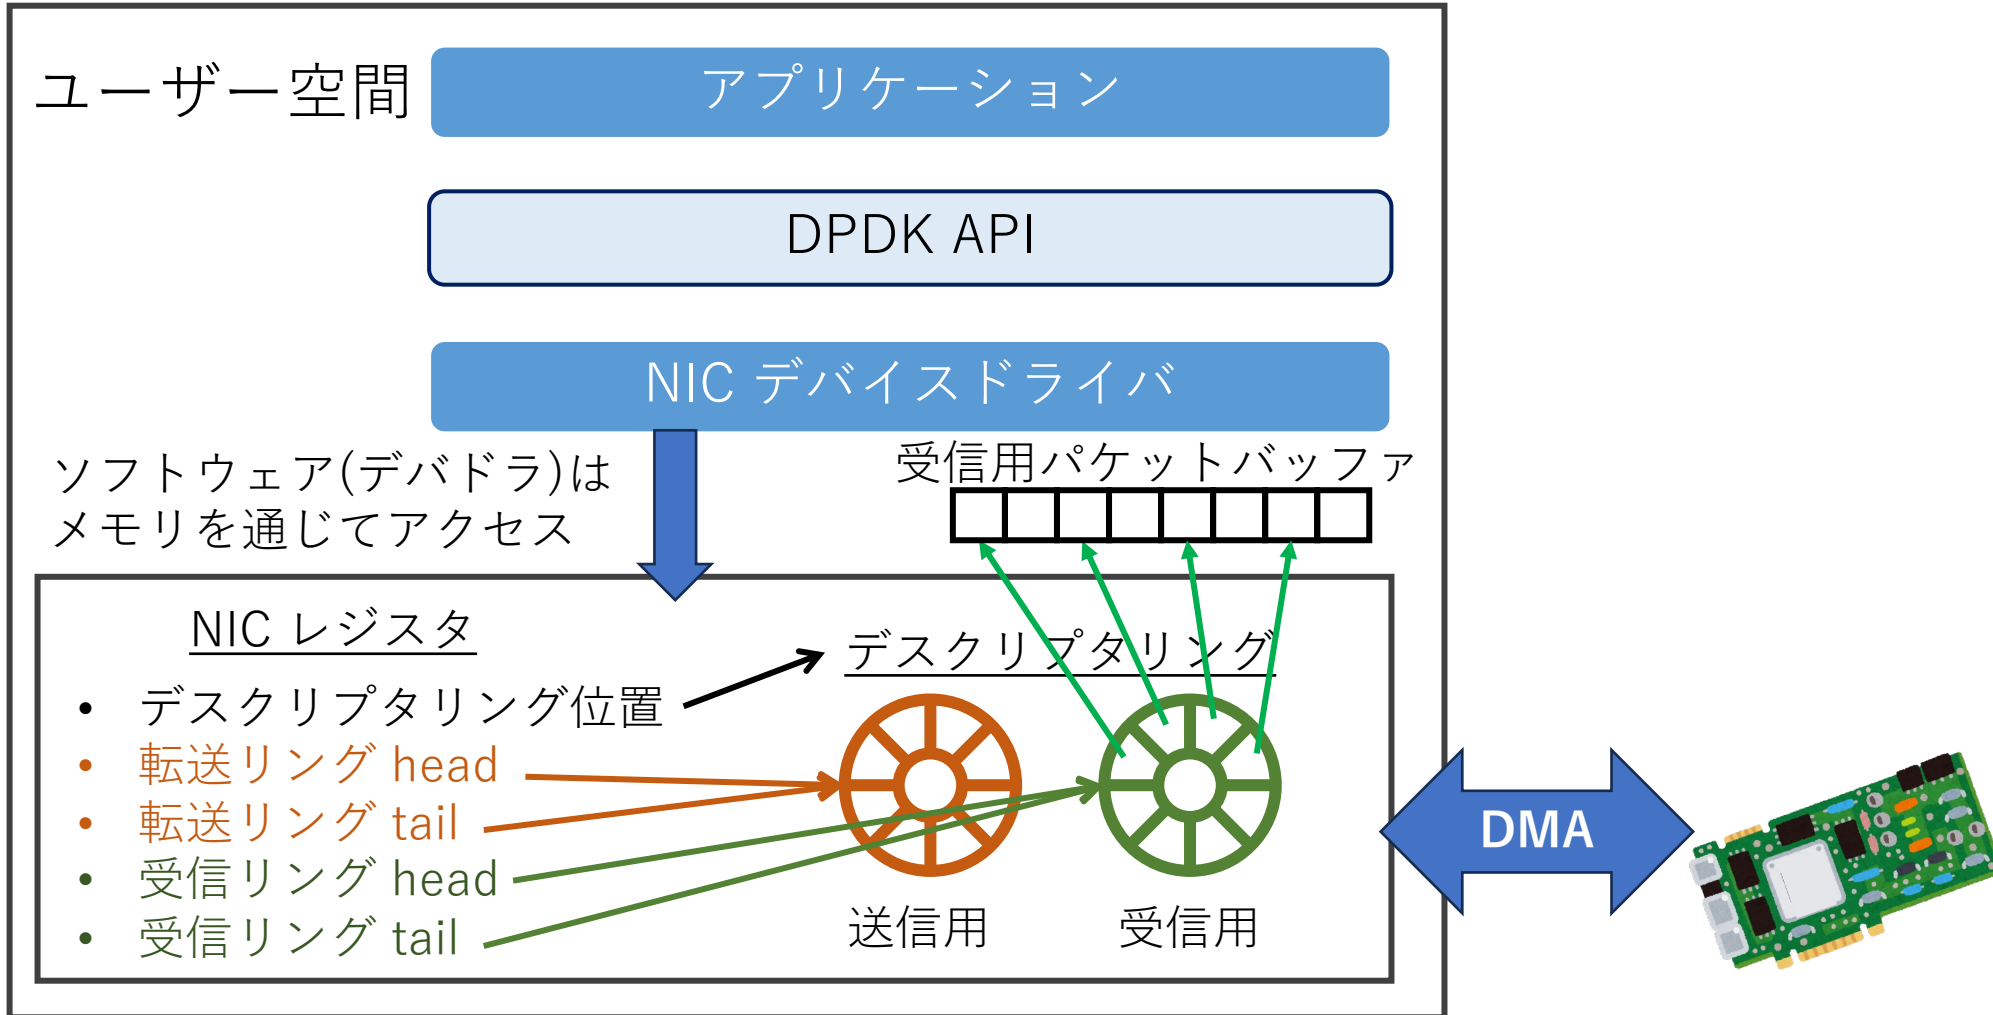 ユーザー空間
アプリケーション
DPDK API
NIC デバイスドライバ
ソフトウェア(デバドラ)は
メモリを通じてアクセス
受信用パケットバッファ
NIC レジスタ
デスクリプタリング
• デスクリプタリング位置
• 転送リング head
• 転送リング tail
• 受信リング head
• 受信リング tail
送信用
受信用
DMA